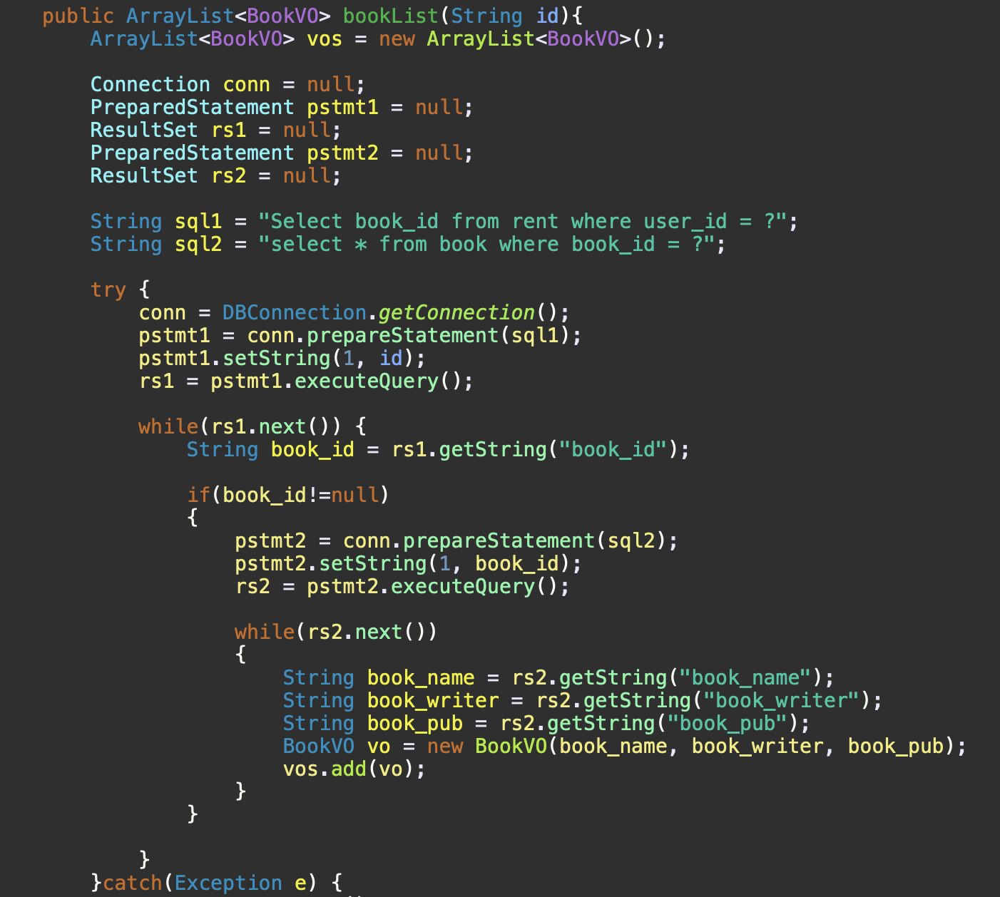 public ArrayList<BookVO> bookList(String id){
ArrayList<BookVO> vos = new ArrayList<BookVO>();
Connection conn = null;
PreparedStatement pstmt1 = null;
ResultSet rs1 = null;
PreparedStatement pstmt2 = null;
ResultSet rs2 = null;
String sql1 = "Select book_id from rent where user_id = ?";
String sql2 = "select * from book where book_id = ?";
try {
conn = DBConnection.getConnection();
pstmt1 = conn.prepareStatement(sql1);
pstmt1.setString(1, id);
rs1 = pstmt1.executeQuery();
while(rs1.next()) {
String book_id = rs1.getString("book_id");
if(book_id!=null)
{
pstmt2 = conn.prepareStatement(sql2);
pstmt2.setString(1, book_id);
rs2 = pstmt2.executeQuery();
while(rs2.next())
{
String book_name = rs2.getString("book_name");
String book_writer = rs2.getString("book_writer");
String book_pub = rs2.getString("book_pub");
BookVO vo = new BookVO(book_name, book_writer, book_pub);
vos.add(vo);
}
}
}
}catch(Exception e) {